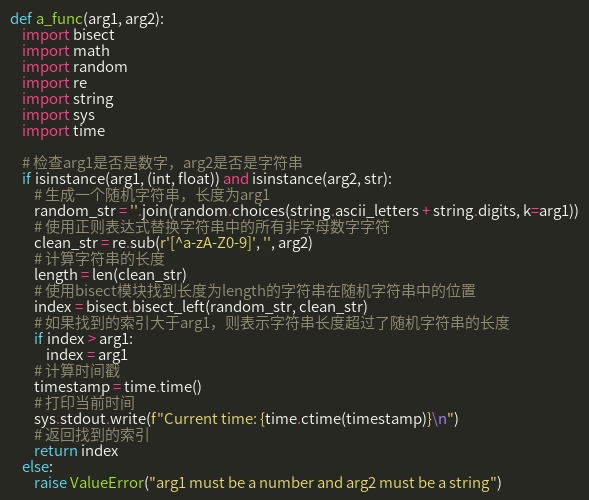 def a_func(arg1, arg2):
    import bisect
    import math
    import random
    import re
    import string
    import sys
    import time

    # 检查arg1是否是数字，arg2是否是字符串
    if isinstance(arg1, (int, float)) and isinstance(arg2, str):
        # 生成一个随机字符串，长度为arg1
        random_str = ''.join(random.choices(string.ascii_letters + string.digits, k=arg1))
        # 使用正则表达式替换字符串中的所有非字母数字字符
        clean_str = re.sub(r'[^a-zA-Z0-9]', '', arg2)
        # 计算字符串的长度
        length = len(clean_str)
        # 使用bisect模块找到长度为length的字符串在随机字符串中的位置
        index = bisect.bisect_left(random_str, clean_str)
        # 如果找到的索引大于arg1，则表示字符串长度超过了随机字符串的长度
        if index > arg1:
            index = arg1
        # 计算时间戳
        timestamp = time.time()
        # 打印当前时间
        sys.stdout.write(f"Current time: {time.ctime(timestamp)}\n")
        # 返回找到的索引
        return index
    else:
        raise ValueError("arg1 must be a number and arg2 must be a string")